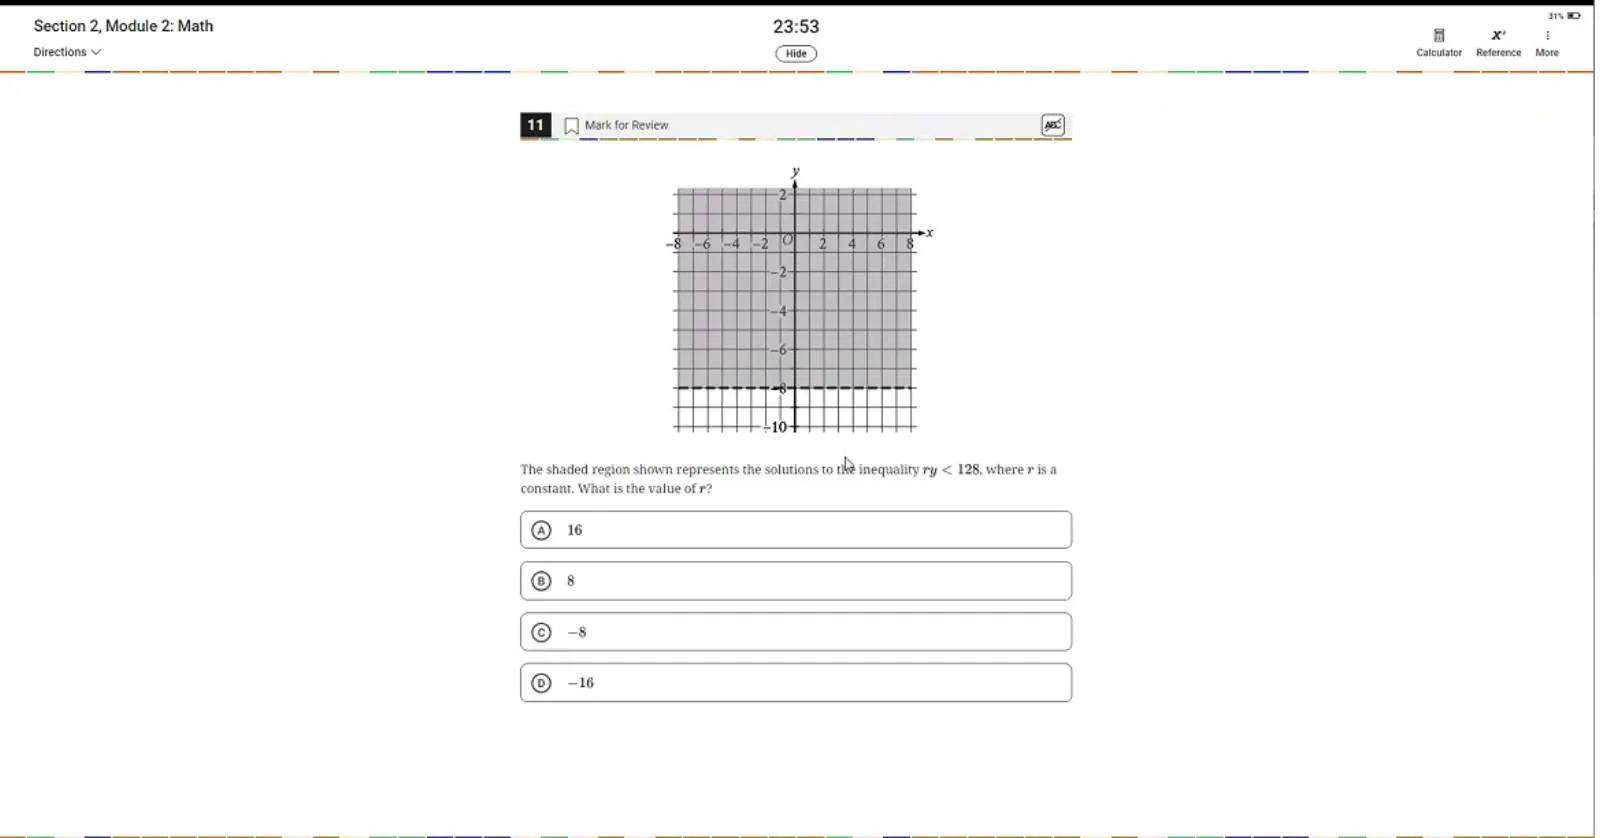 Section 2, Module 2: Math
Directions
23:53
Hide
31%
Calculator
Reference
More
11
Mark for Review
ABC
y
2
x
-8 -6 -4 -2 O 2 4 6 8
-2
-4
-6
-8
-10
The shaded region shown represents the solutions to the inequality ry < 128, where r is a
constant. What is the value of r?
A 16
B 8
C -8
D -16